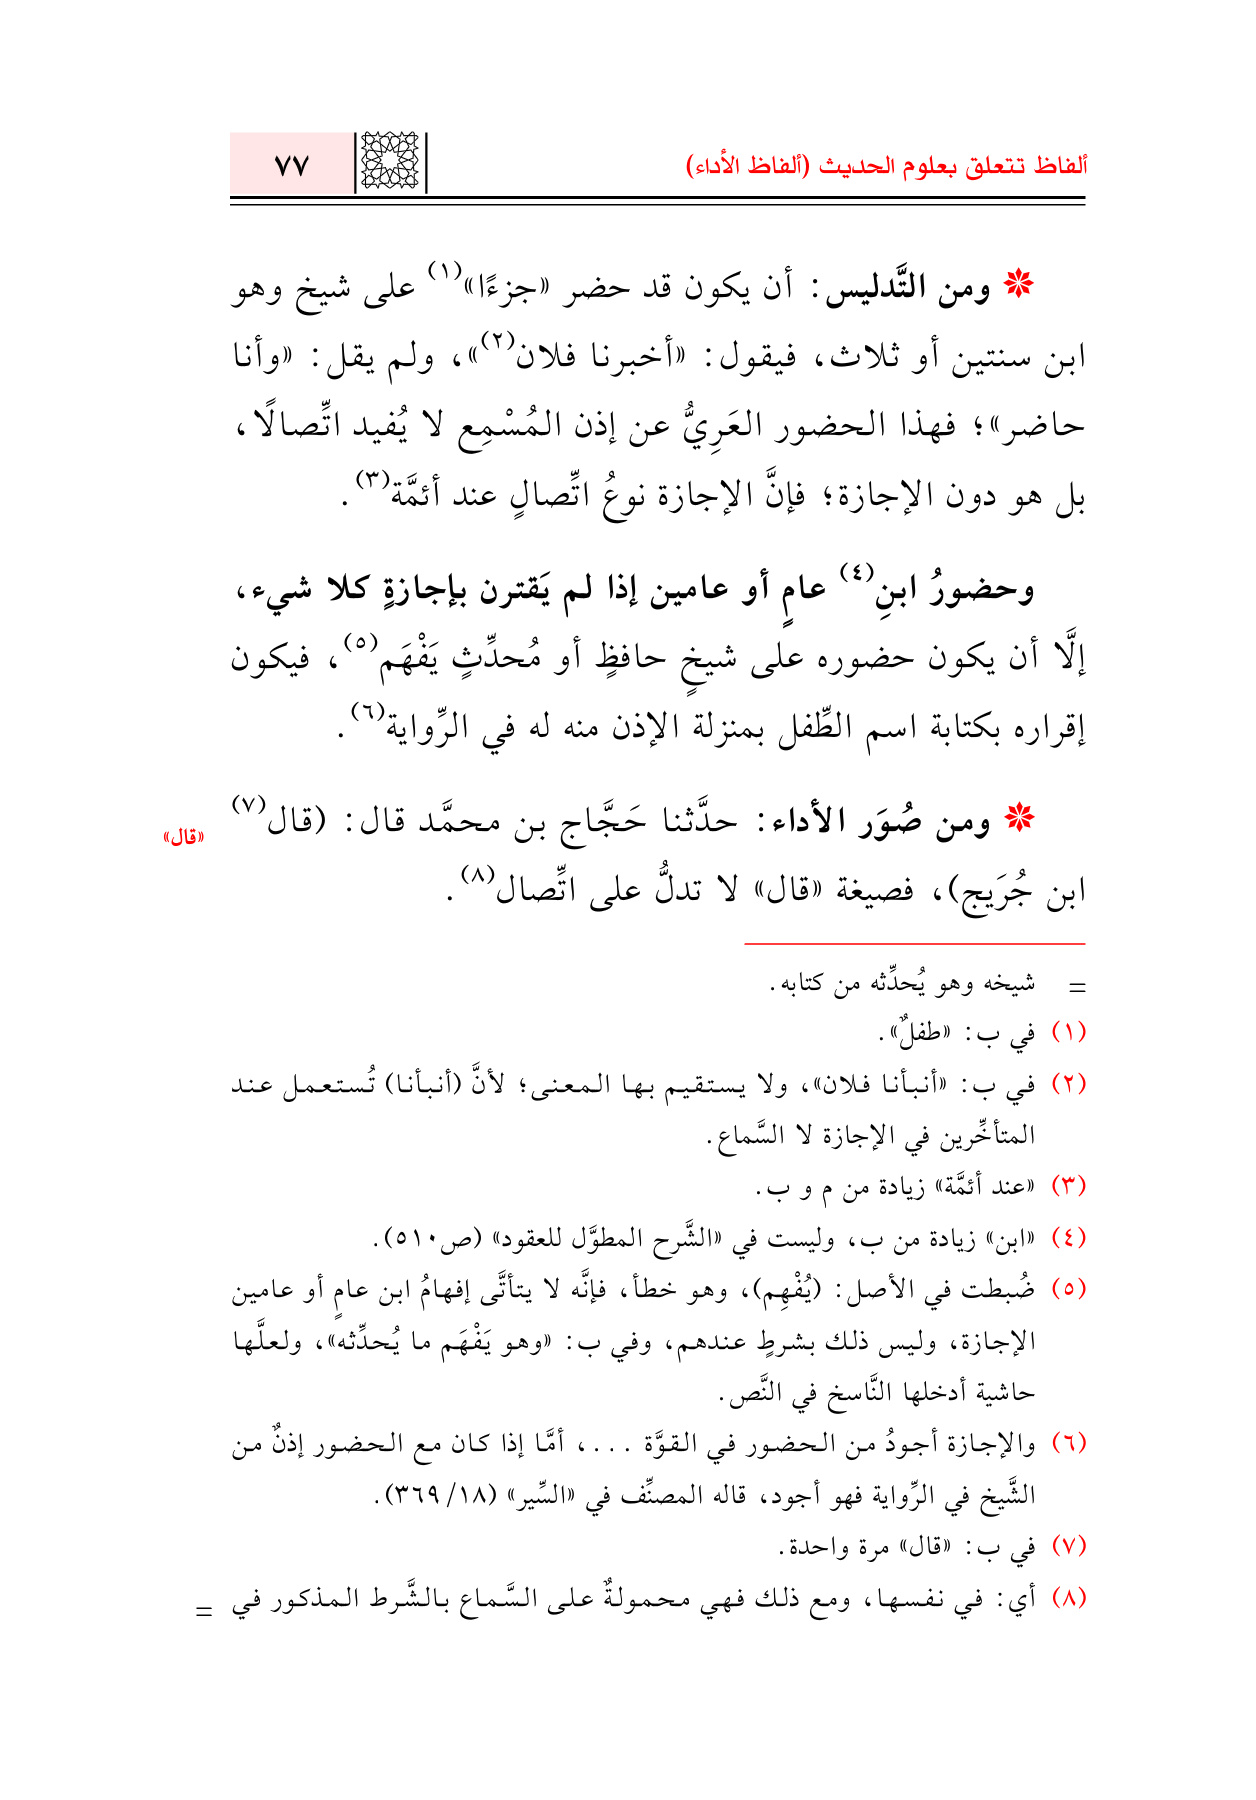 ألفاظ تتعلق بعلوم الحديث (ألفاظ الأداء)
٧٧
❋ ومن التَّدليس: أن يكون قد حضر «جزءًا»(١) على شيخ وهو
ابن سنتين أو ثلاث، فيقول: «أخبرنا فلان(٢)»، ولم يقل: «وأنا
حاضر»؛ فهذا الحضور العَرِيُّ عن إذن المُسْمِع لا يُفيد اتِّصالًا،
بل هو دون الإجازة؛ فإنَّ الإجازة نوعُ اتِّصالٍ عند أئمَّة(٣).
وحضورُ ابنِ(٤) عامٍ أو عامين إذا لم يَقترن بإجازةٍ كلا شيء،
إلَّا أن يكون حضوره على شيخٍ حافظٍ أو مُحدِّثٍ يَفْهَم(٥)، فيكون
إقراره بكتابة اسم الطِّفل بمنزلة الإذن منه له في الرِّواية(٦).
❋ ومن صُوَر الأداء: حدَّثنا حَجَّاج بن محمَّد قال: (قال(٧)
«قال»
ابن جُرَيج)، فصيغة «قال» لا تدلُّ على اتِّصال(٨).
= شيخه وهو يُحدِّثه من كتابه.
(١) في ب: «طفلٌ».
(٢) في ب: «أنبأنا فلان»، ولا يستقيم بها المعنى؛ لأنَّ (أنبأنا) تُستعمل عند
المتأخِّرين في الإجازة لا السَّماع.
(٣) «عند أئمَّة» زيادة من م و ب.
(٤) «ابن» زيادة من ب، وليست في «الشَّرح المطوَّل للعقود» (ص٥١٠).
(٥) ضُبطت في الأصل: (يُفْهِم)، وهو خطأ، فإنَّه لا يتأتَّى إفهامُ ابن عامٍ أو عامين
الإجازة، وليس ذلك بشرطٍ عندهم، وفي ب: «وهو يَفْهَم ما يُحدِّثه»، ولعلَّها
حاشية أدخلها النَّاسخ في النَّص.
(٦) والإجازة أجودُ من الحضور في القوَّة ...، أمَّا إذا كان مع الحضور إذنٌ من
الشَّيخ في الرِّواية فهو أجود، قاله المصنِّف في «السِّير» (١٨/٣٦٩).
(٧) في ب: «قال» مرة واحدة.
(٨) أي: في نفسها، ومع ذلك فهي محمولةٌ على السَّماع بالشَّرط المذكور في =